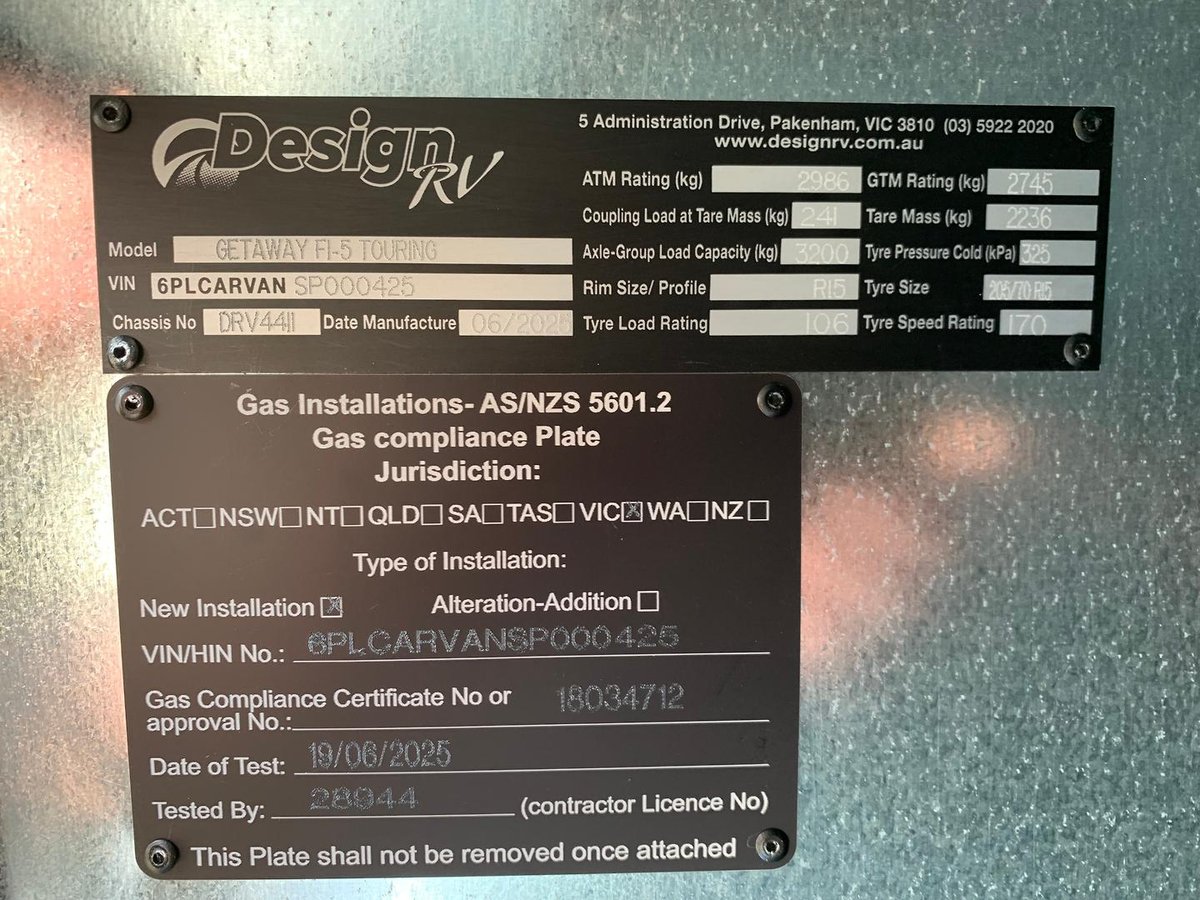 Design RV
5 Administration Drive, Pakenham, VIC 3810 (03) 5922 2020
www.designrv.com.au
ATM Rating (kg) 2986 GTM Rating (kg) 2745
Coupling Load at Tare Mass (kg) 241 Tare Mass (kg) 2236
Model GETAWAY FI-5 TOURING Axle-Group Load Capacity (kg) 3200 Tyre Pressure Cold (kPa) 325
VIN 6PLCARVAN SP000425 Rim Size/ Profile R15 Tyre Size 205/70 R15
Chassis No DRV4411 Date Manufacture 06/2025 Tyre Load Rating 106 Tyre Speed Rating 170
Gas Installations- AS/NZS 5601.2
Gas compliance Plate
Jurisdiction:
ACT☐NSW☐NT☐QLD☐SA☐TAS☐VIC☒WA☐NZ☐
Type of Installation:
New Installation☒ Alteration-Addition☐
VIN/HIN No.: 6PLCARVANSP000425
Gas Compliance Certificate No or 18034712
approval No.:
Date of Test: 19/06/2025
Tested By: 28944 (contractor Licence No)
This Plate shall not be removed once attached